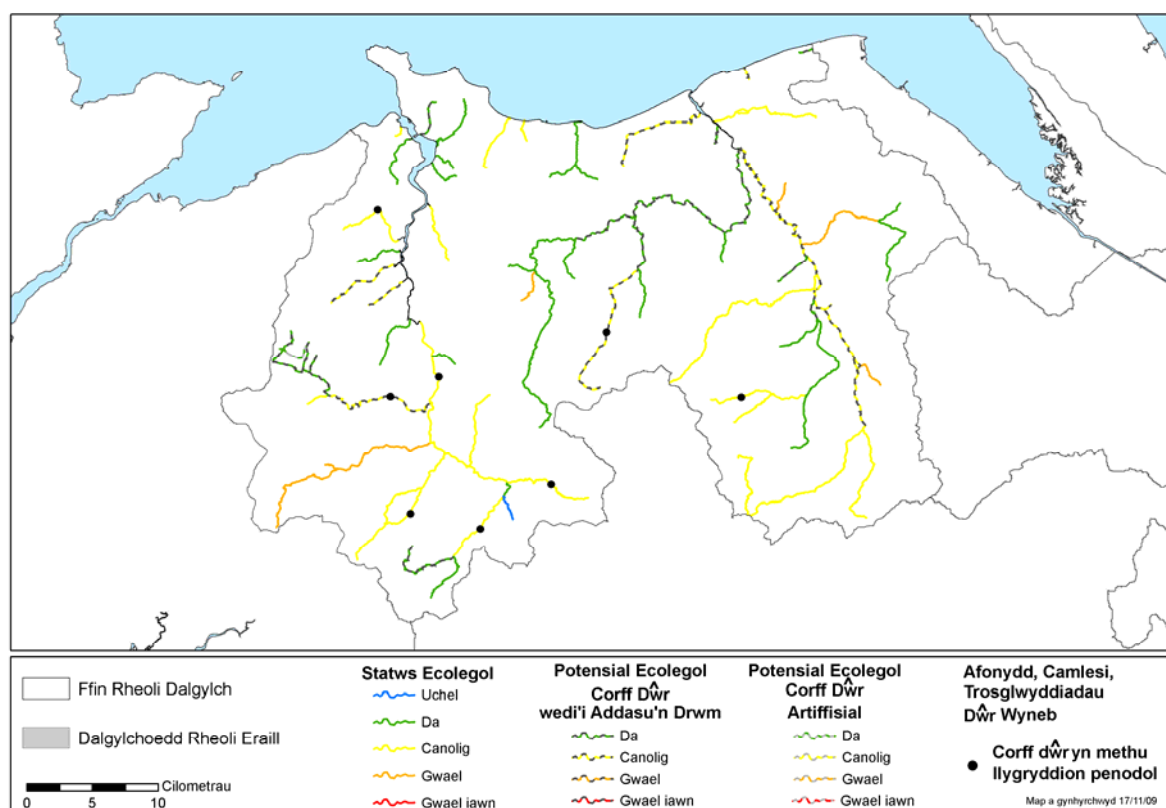 Ffin Rheoli Dalgylch
Dalgylchoedd Rheoli Eraill
Cilometrau
0 5 10
Statws Ecolegol
Uchel
Da
Canolig
Gwael
Gwael iawn
Potensial Ecolegol
Corff Dŵr
wedi'i Addasu'n Drwm
Da
Canolig
Gwael
Gwael iawn
Potensial Ecolegol
Corff Dŵr
Artiffisial
Da
Canolig
Gwael
Gwael iawn
Afonydd, Camlesi,
Trosglwyddiadau
Dŵr Wyneb
Corff dŵr yn methu
llygryddion penodol
Map a gynhyrchwyd 17/11/09